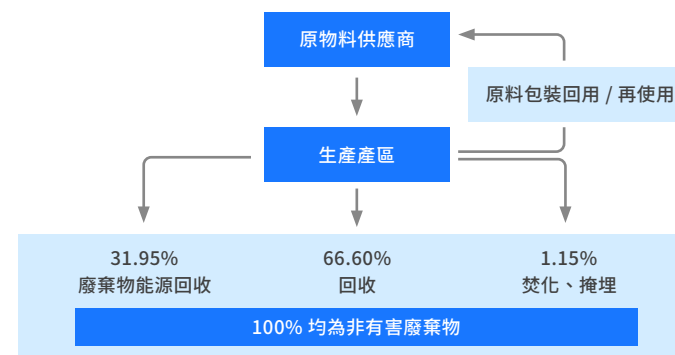 原物料供應商
原料包裝回用 / 再使用
生產產區
31.95%
廢棄物能源回收
66.60%
回收
1.15%
焚化、掩埋
100% 均為非有害廢棄物